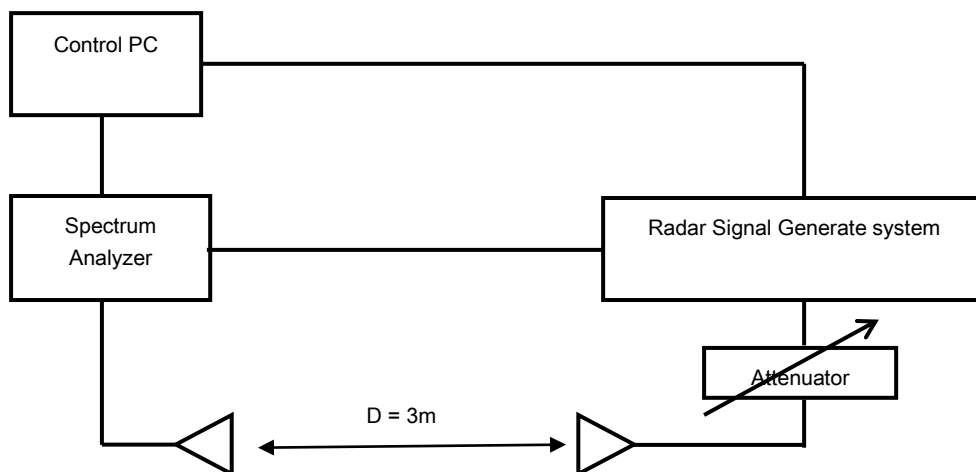 Control PC
Spectrum
Analyzer
Radar Signal Generate system
Attenuator
D = 3m